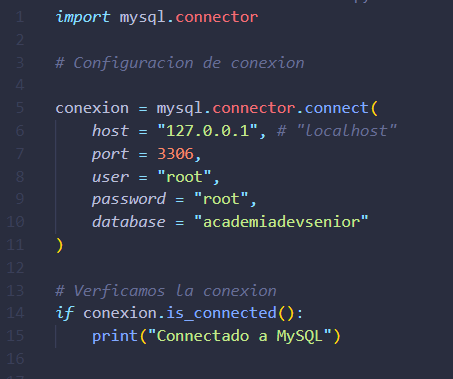 1 import mysql.connector
2
3 # Configuracion de conexion
4
5 conexion = mysql.connector.connect(
6     host = "127.0.0.1", # "localhost"
7     port = 3306,
8     user = "root",
9     password = "root",
10     database = "academiadevsenior"
11 )
12
13 # Verficamos la conexion
14 if conexion.is_connected():
15     print("Connectado a MySQL")
16